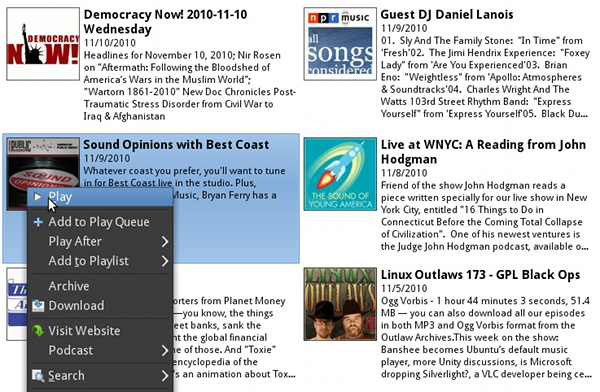 Democracy Now! 2010-11-10
Wednesday
11/10/2010
Headlines for November 10, 2010; Nir Rosen
on "Aftermath: Following the Bloodshed of
America's Wars in the Muslim World";
"Wartorn 1861-2010" New Doc Chronicles Post-
Traumatic Stress Disorder from Civil War to
Iraq & Afghanistan
DEMOCRACY
NOW!
Guest DJ Daniel Lanois
11/9/2010
01. Sly And The Family Stone: "In Time" from
'Fresh'02. The Jimi Hendrix Experience: "Foxey
Lady" from 'Are You Experienced'03. Brian
Eno: "Weightless" from 'Apollo: Atmospheres
& Soundtracks'04. Charles Wright And The
Watts 103rd Street Rhythm Band: "Express
Yourself" from 'Express Yourself'05. Black Du...
npr MUSIC
all
songs
considered
Sound Opinions with Best Coast
11/9/2010
Whatever coast you prefer, you'll want to tune
in for Best Coast live in the studio. Plus,
Music, Bryan Ferry has a
PUBLIC
SOUND
OPINIONS
Play
Add to Play Queue
Play After
Add to Playlist
Archive
Download
Visit Website
Podcast
Search
Live at WNYC: A Reading from John
Hodgman
11/8/2010
Friend of the show John Hodgman reads a
piece written specially for our live show in New
York City, entitled "16 Things to Do in
Connecticut Before the Coming Total Collapse
of Civilization". One of his newest ventures is
the Judge John Hodgman podcast, available o...
THE SOUND OF
YOUNG AMERICA
orters from Planet Money
—you know, the things
eet banks, sank the
t the global financial
e of those. And "Toxie"
encyclopedia of the
's an animation about Tox...
Linux Outlaws 173 - GPL Black Ops
11/5/2010
Ogg Vorbis - 1 hour 44 minutes 3 seconds, 51.4
MB — you can also download all our episodes
in both MP3 and Ogg Vorbis format from the
Outlaw Archives.This week on the show:
Banshee becomes Ubuntu's default music
player, more Unity discussions, is Microsoft
dropping Silverlight?, a VLC developer being ce...
LINUX
OUTLAWS